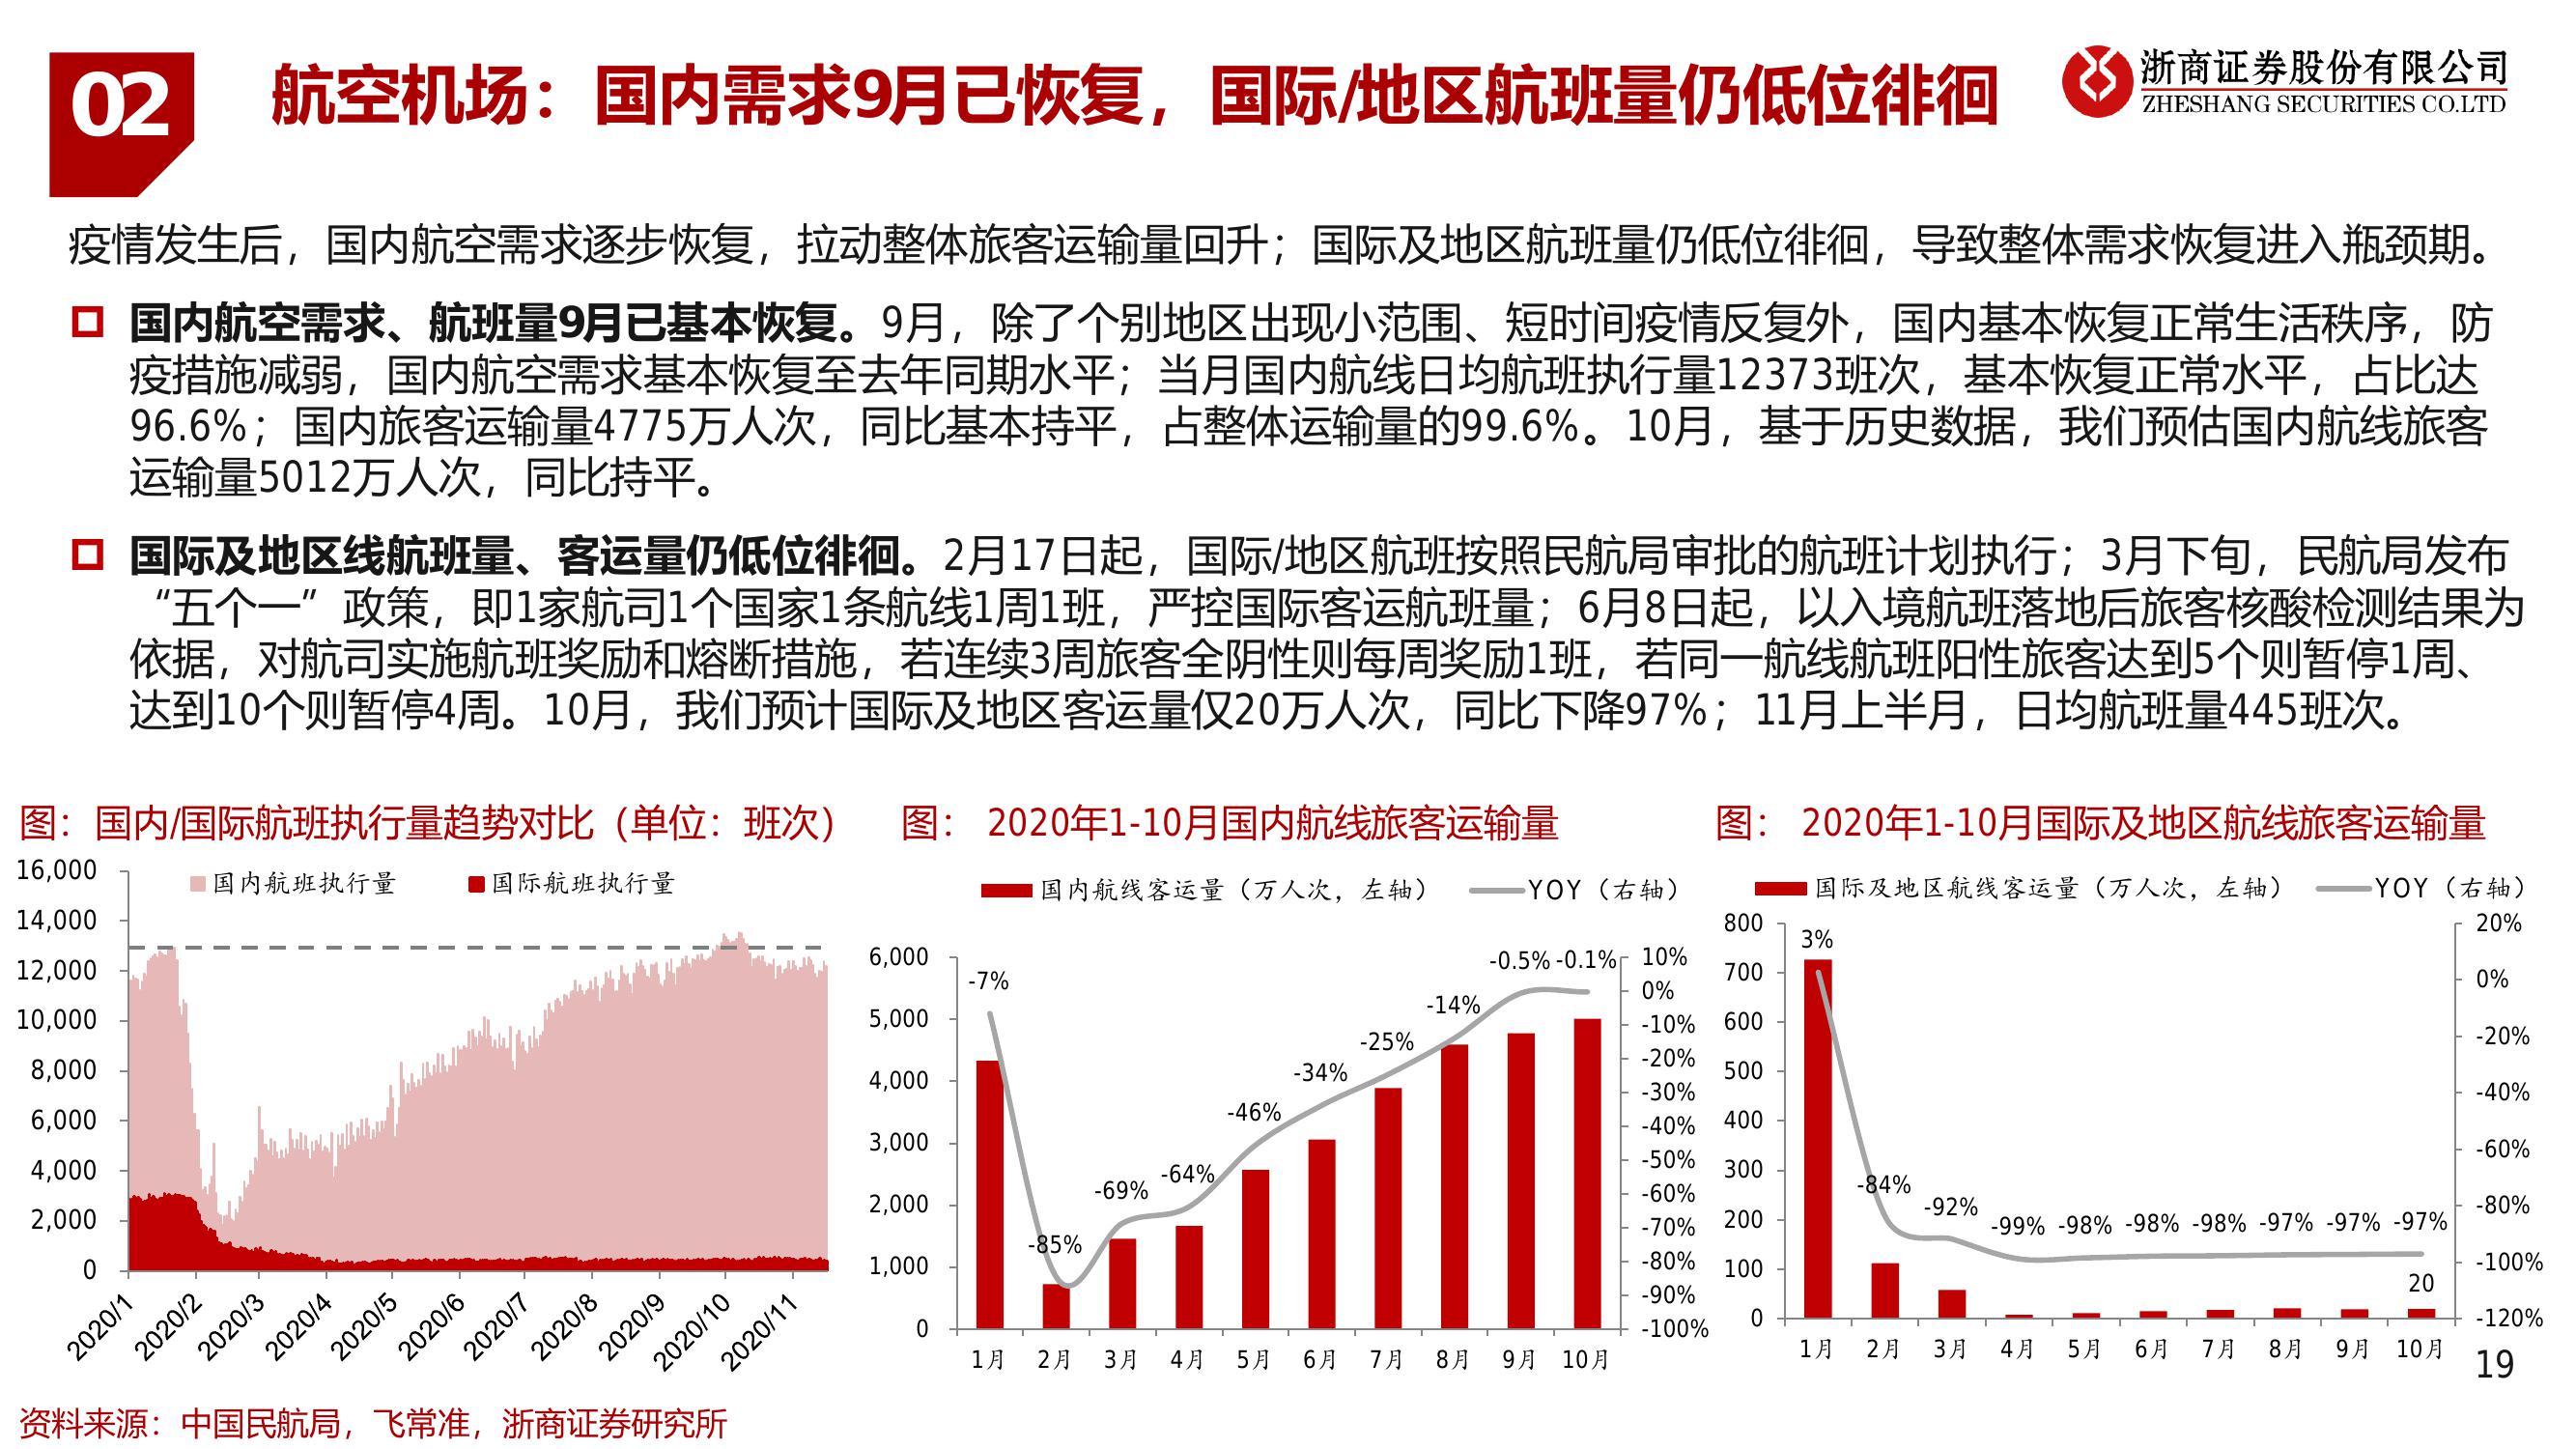 02
航空机场：国内需求9月已恢复，国际/地区航班量仍低位徘徊
浙商证券股份有限公司
ZHESHANG SECURITIES CO.LTD
疫情发生后，国内航空需求逐步恢复，拉动整体旅客运输量回升；国际及地区航班量仍低位徘徊，导致整体需求恢复进入瓶颈期。
国内航空需求、航班量9月已基本恢复。9月，除了个别地区出现小范围、短时间疫情反复外，国内基本恢复正常生活秩序，防
疫措施减弱，国内航空需求基本恢复至去年同期水平；当月国内航线日均航班执行量12373班次，基本恢复正常水平，占比达
96.6%；国内旅客运输量4775万人次，同比基本持平，占整体运输量的99.6%。10月，基于历史数据，我们预估国内航线旅客
运输量5012万人次，同比持平。
国际及地区线航班量、客运量仍低位徘徊。2月17日起，国际/地区航班按照民航局审批的航班计划执行；3月下旬，民航局发布
“五个一”政策，即1家航司1个国家1条航线1周1班，严控国际客运航班量；6月8日起，以入境航班落地后旅客核酸检测结果为
依据，对航司实施航班奖励和熔断措施，若连续3周旅客全阴性则每周奖励1班，若同一航线航班阳性旅客达到5个则暂停1周、
达到10个则暂停4周。10月，我们预计国际及地区客运量仅20万人次，同比下降97%；11月上半月，日均航班量445班次。
图：国内/国际航班执行量趋势对比（单位：班次）
国内航班执行量 国际航班执行量
16,000
14,000
12,000
10,000
8,000
6,000
4,000
2,000
0
2020/1 2020/2 2020/3 2020/4 2020/5 2020/6 2020/7 2020/8 2020/9 2020/10 2020/11
图： 2020年1-10月国内航线旅客运输量
国内航线客运量（万人次，左轴） YOY（右轴）
6,000
5,000
4,000
3,000
2,000
1,000
0
-7% -85% -69% -64% -46% -34% -25% -14% -0.5% -0.1%
10%
0%
-10%
-20%
-30%
-40%
-50%
-60%
-70%
-80%
-90%
-100%
1月 2月 3月 4月 5月 6月 7月 8月 9月 10月
图： 2020年1-10月国际及地区航线旅客运输量
国际及地区航线客运量（万人次，左轴） YOY（右轴）
800
700
600
500
400
300
200
100
0
3% -84% -92% -99% -98% -98% -98% -97% -97% -97%
20
20%
0%
-20%
-40%
-60%
-80%
-100%
-120%
1月 2月 3月 4月 5月 6月 7月 8月 9月 10月
19
资料来源：中国民航局，飞常准，浙商证券研究所